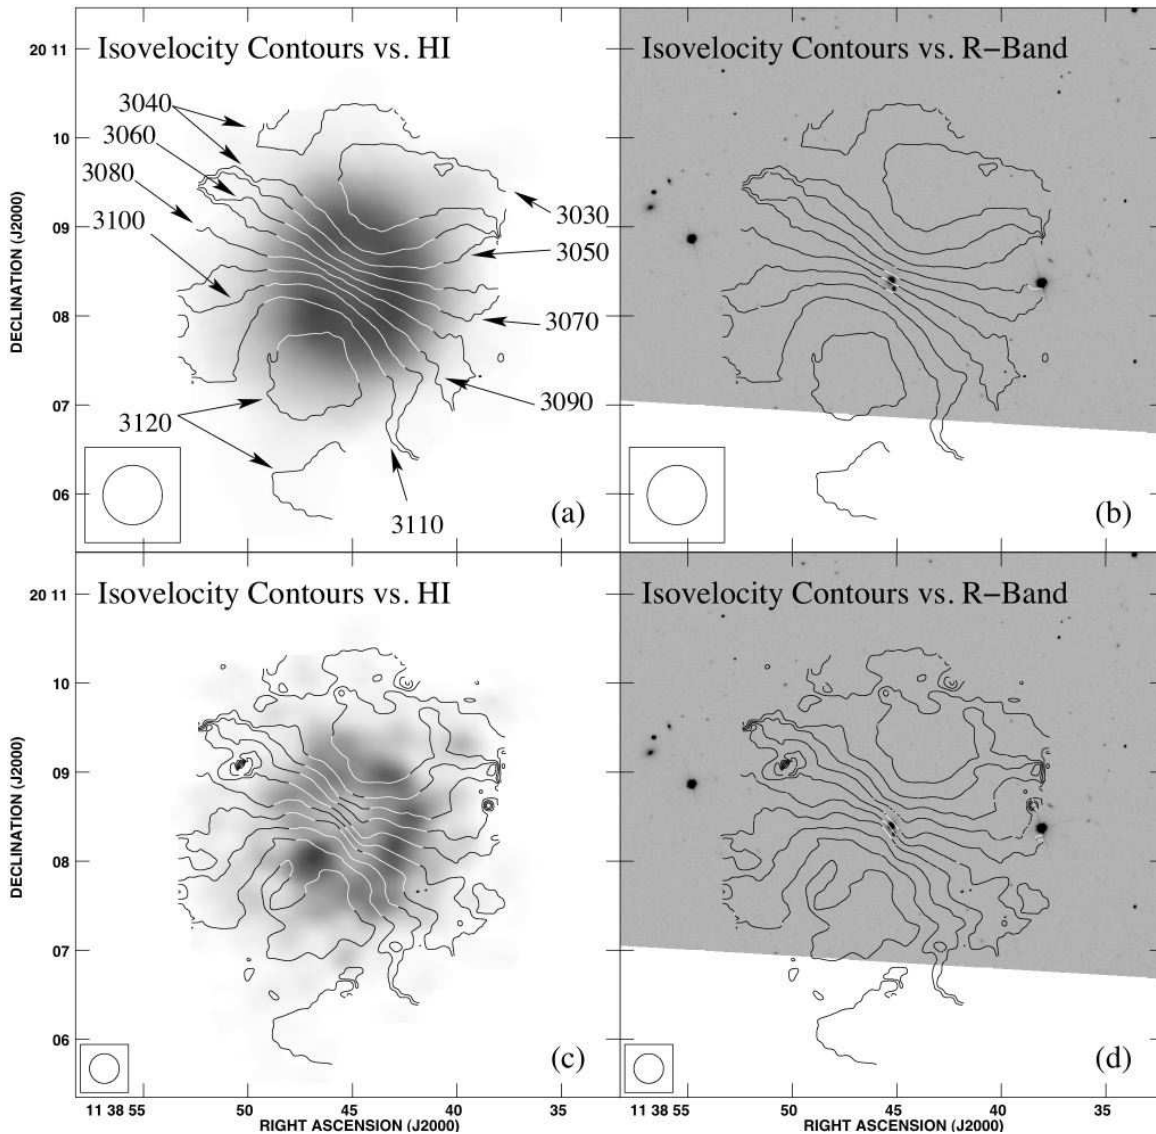 Isovelocity Contours vs. HI
Isovelocity Contours vs. R−Band
20 11
10
09
08
07
06
DECLINATION (J2000)
3040
3060
3080
3100
3030
3050
3070
3090
3120
3110
(a)
(b)
Isovelocity Contours vs. HI
Isovelocity Contours vs. R−Band
20 11
10
09
08
07
06
DECLINATION (J2000)
(c)
(d)
11 38 55
50
45
40
35
RIGHT ASCENSION (J2000)
11 38 55
50
45
40
35
RIGHT ASCENSION (J2000)